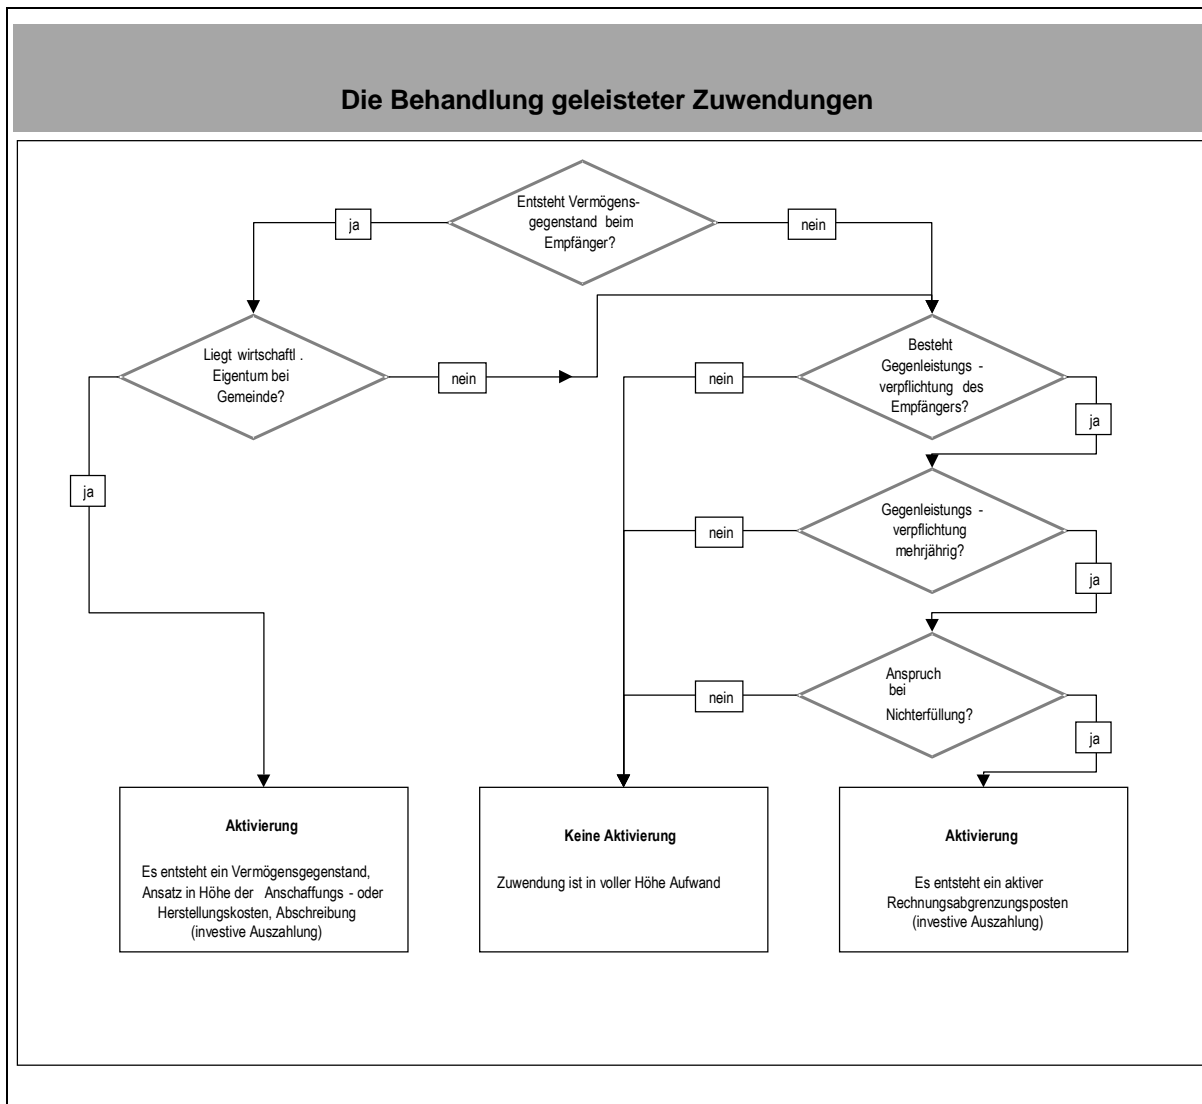 Die Behandlung geleisteter Zuwendungen
Entsteht Vermögens-
gegenstand beim
Empfänger?
ja
nein
Liegt wirtschaftl .
Eigentum bei
Gemeinde?
nein
ja
Besteht
Gegenleistungs -
verpflichtung des
Empfängers?
nein
ja
Gegenleistungs -
verpflichtung
mehrjährig?
nein
ja
Anspruch
bei
Nichterfüllung?
nein
ja
Aktivierung
Es entsteht ein Vermögensgegenstand,
Ansatz in Höhe der Anschaffungs - oder
Herstellungskosten, Abschreibung
(investive Auszahlung)
Keine Aktivierung
Zuwendung ist in voller Höhe Aufwand
Aktivierung
Es entsteht ein aktiver
Rechnungsabgrenzungsposten
(investive Auszahlung)